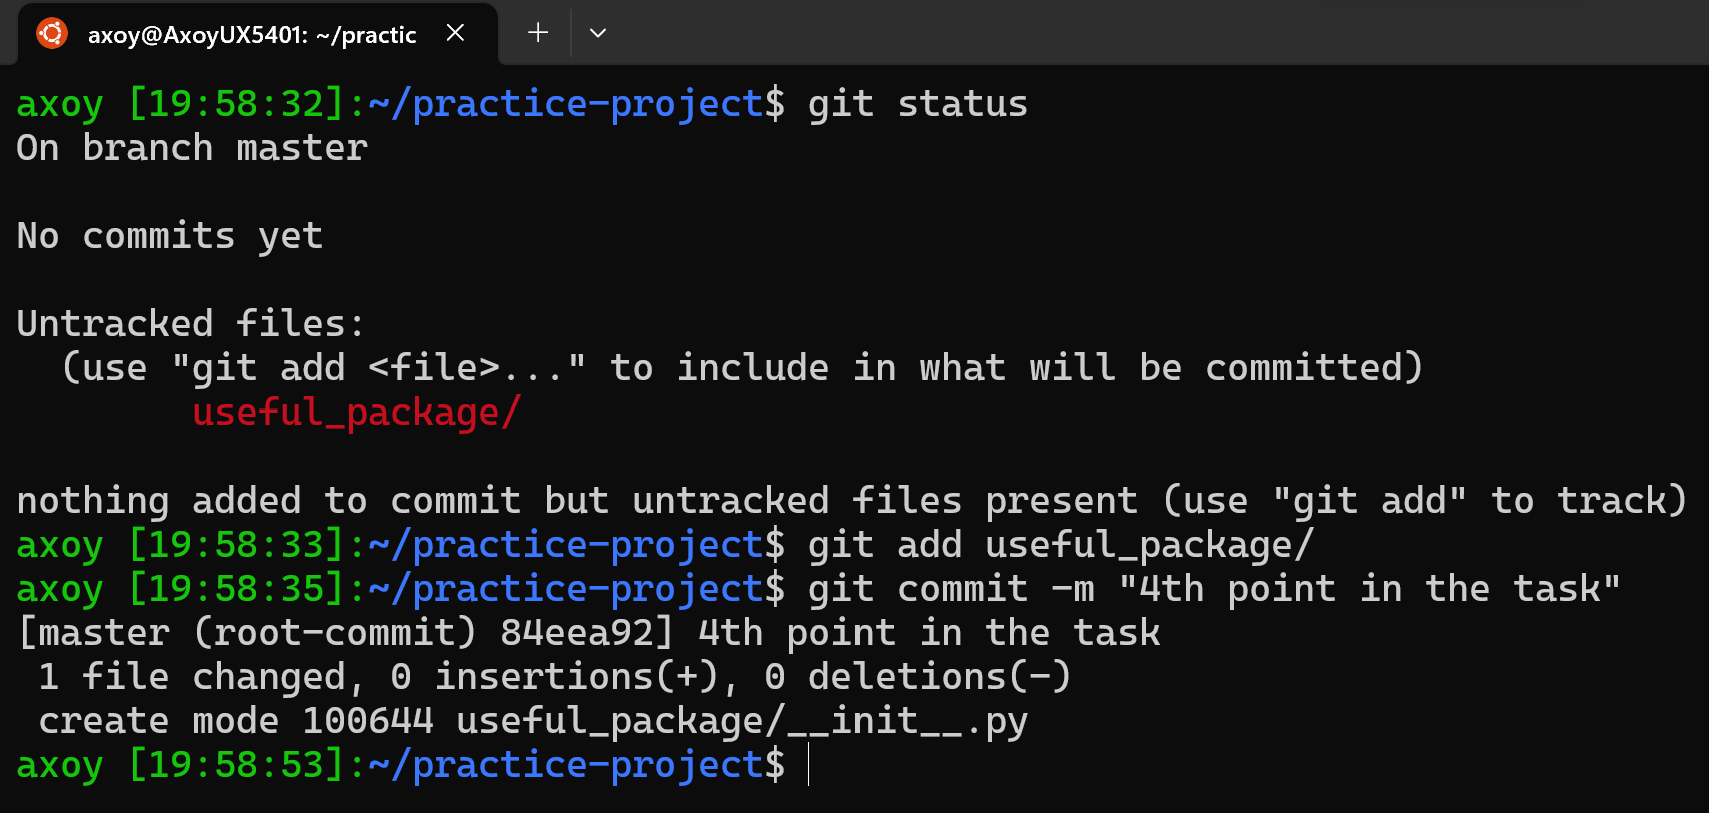 axoy@AxoyUX5401: ~/practic
axoy [19:58:32]:~/practice-project$ git status
On branch master
No commits yet
Untracked files:
  (use "git add <file>..." to include in what will be committed)
        useful_package/
nothing added to commit but untracked files present (use "git add" to track)
axoy [19:58:33]:~/practice-project$ git add useful_package/
axoy [19:58:35]:~/practice-project$ git commit -m "4th point in the task"
[master (root-commit) 84eea92] 4th point in the task
 1 file changed, 0 insertions(+), 0 deletions(-)
 create mode 100644 useful_package/__init__.py
axoy [19:58:53]:~/practice-project$